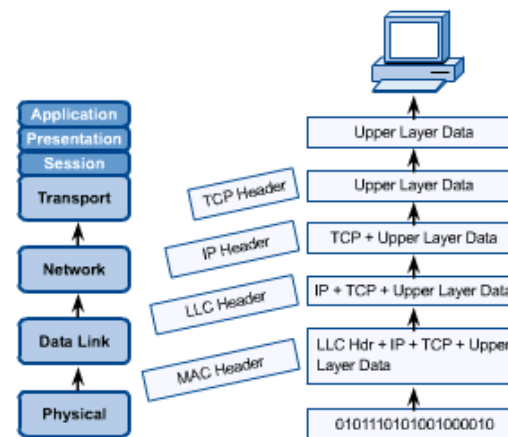 Application
Presentation
Session
Transport
Network
Data Link
Physical
TCP Header
IP Header
LLC Header
MAC Header
Upper Layer Data
Upper Layer Data
TCP + Upper Layer Data
IP + TCP + Upper Layer Data
LLC Hdr + IP + TCP + Upper
Layer Data
0101110101001000010